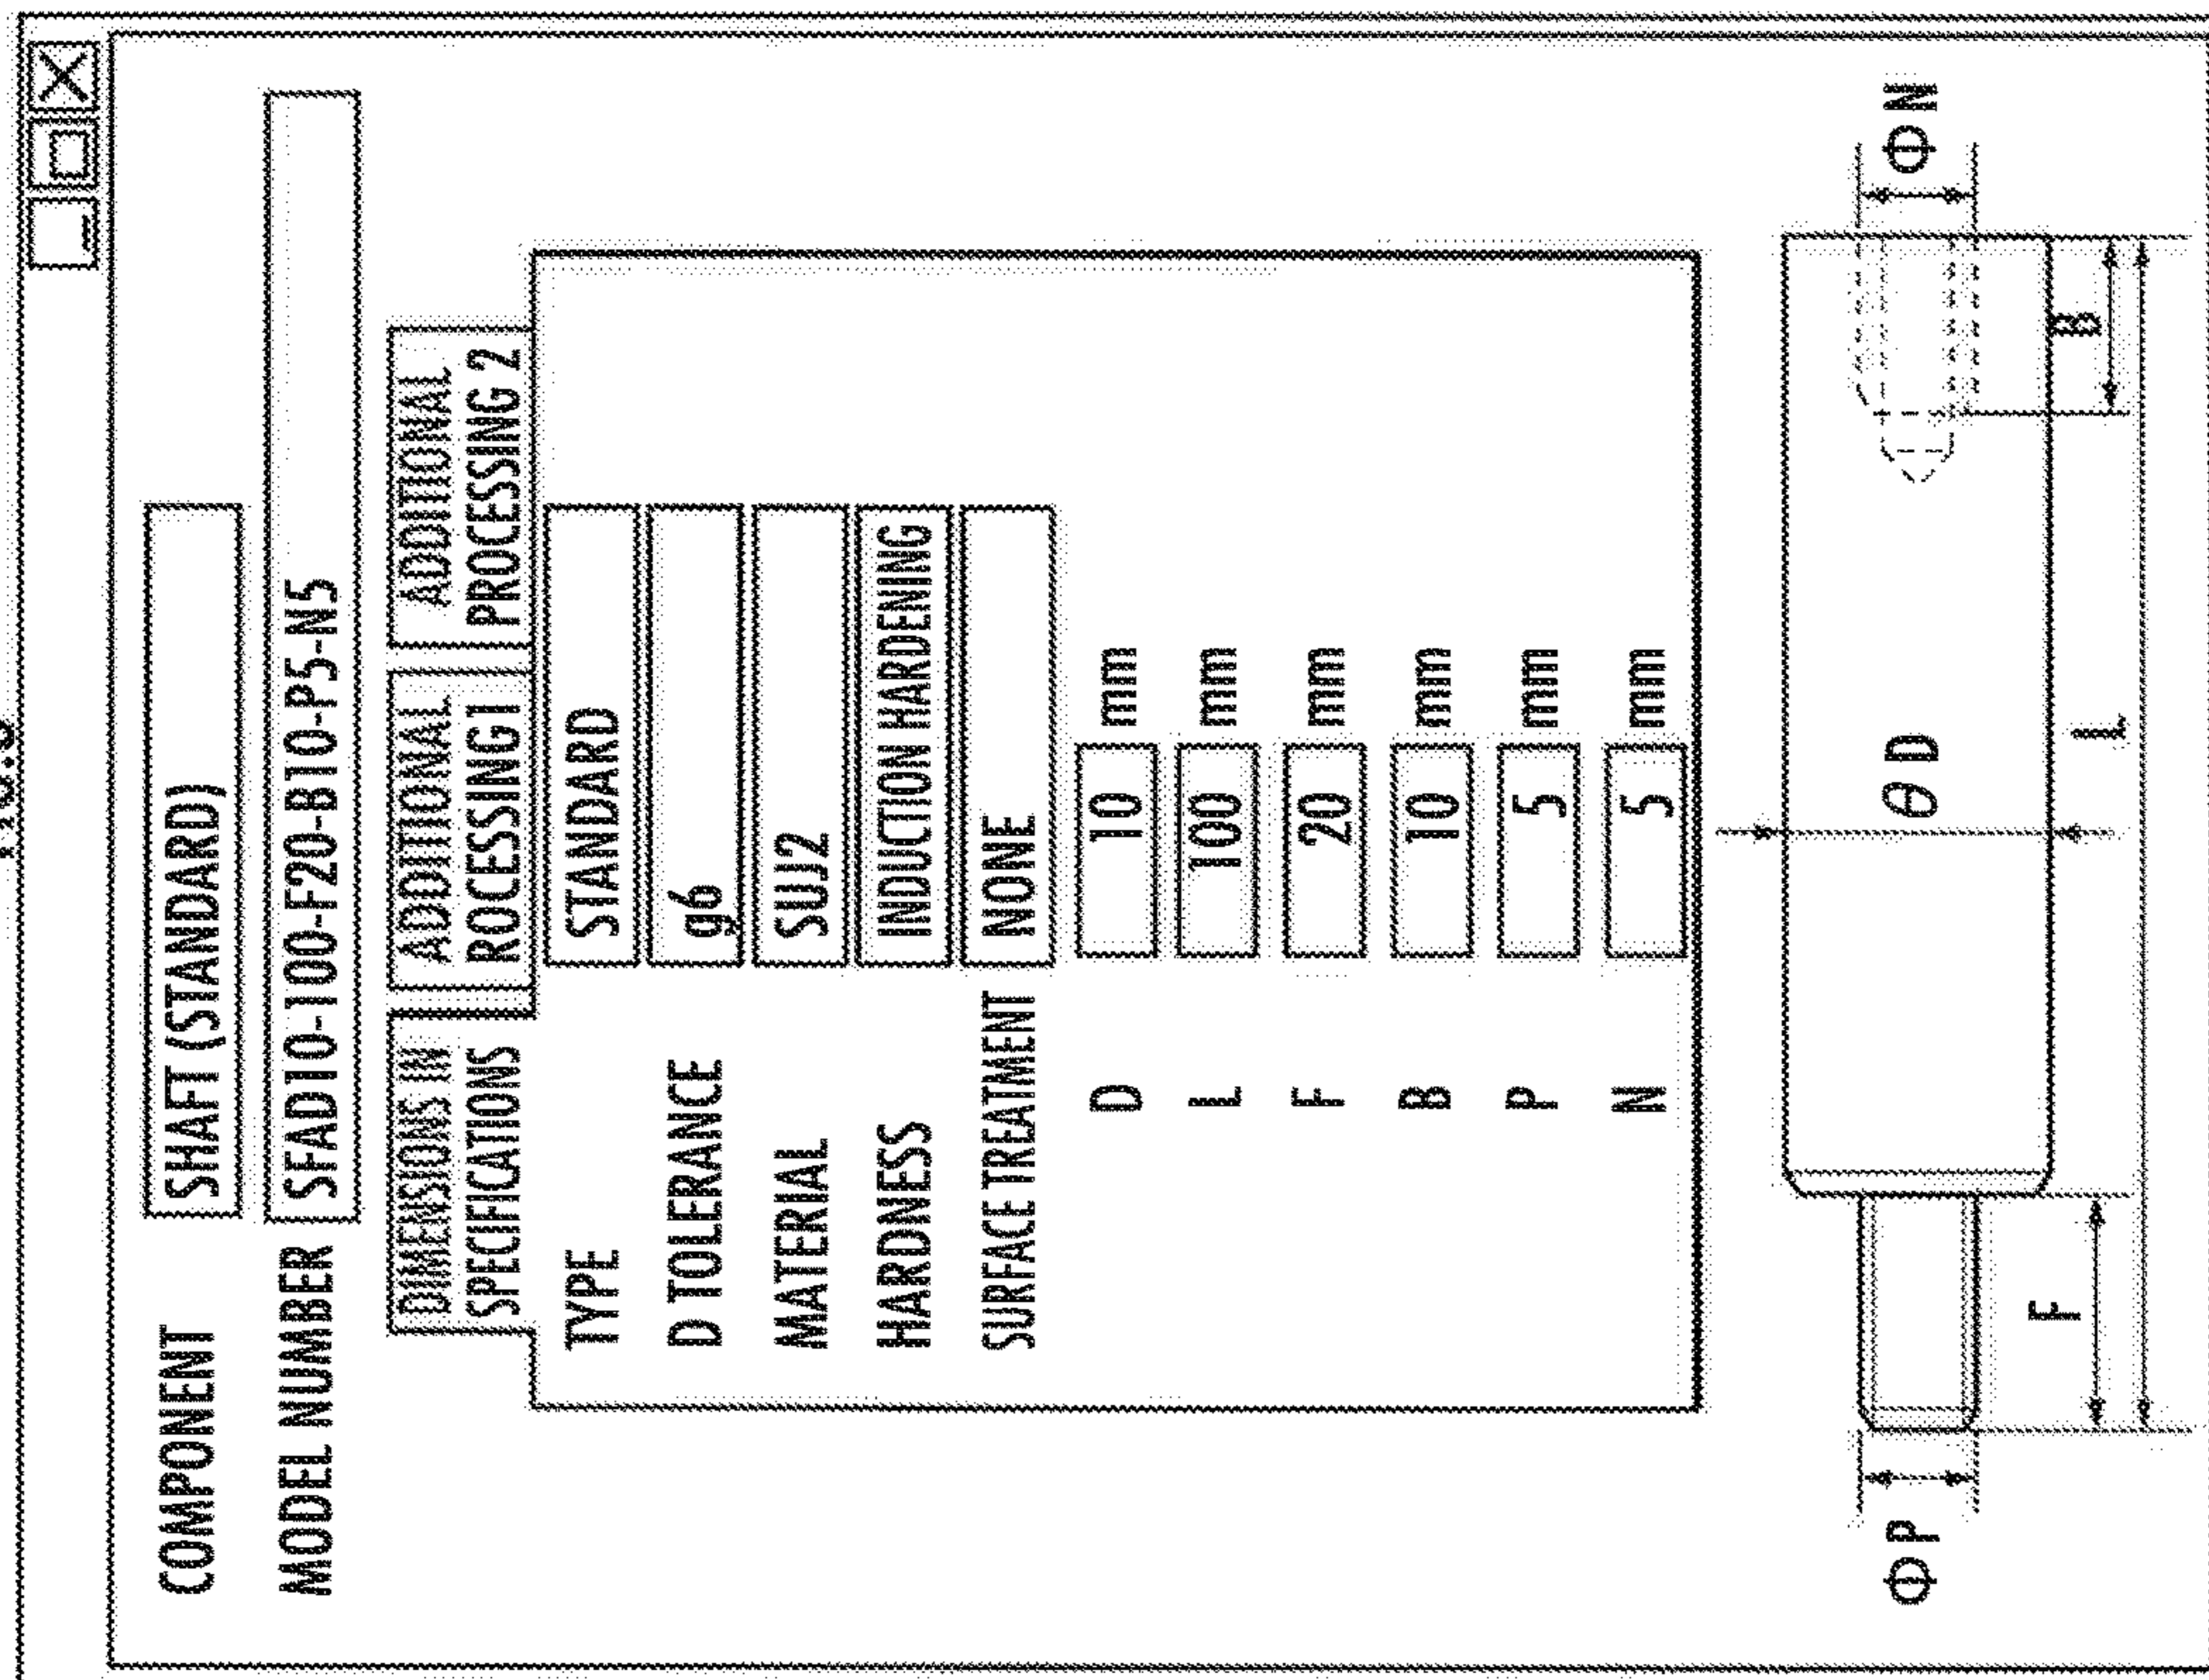 COMPONENT SHAFT (STANDARD)
MODEL NUMBER SFAD10-100-F20-B10-P5-N5
DIMENSIONS IN
SPECIFICATIONS
ADDITIONAL
ROCESSING1
ADDITIONAL
PROCESSING 2
TYPE STANDARD
D TOLERANCE g6
MATERIAL SUJ2
HARDNESS INDUCTION HARDENING
SURFACE TREATMENT NONE
D 10 mm
L 100 mm
F 20 mm
B 10 mm
P 5 mm
N 5 mm
ΦP
θD
ΦN
F
B
L